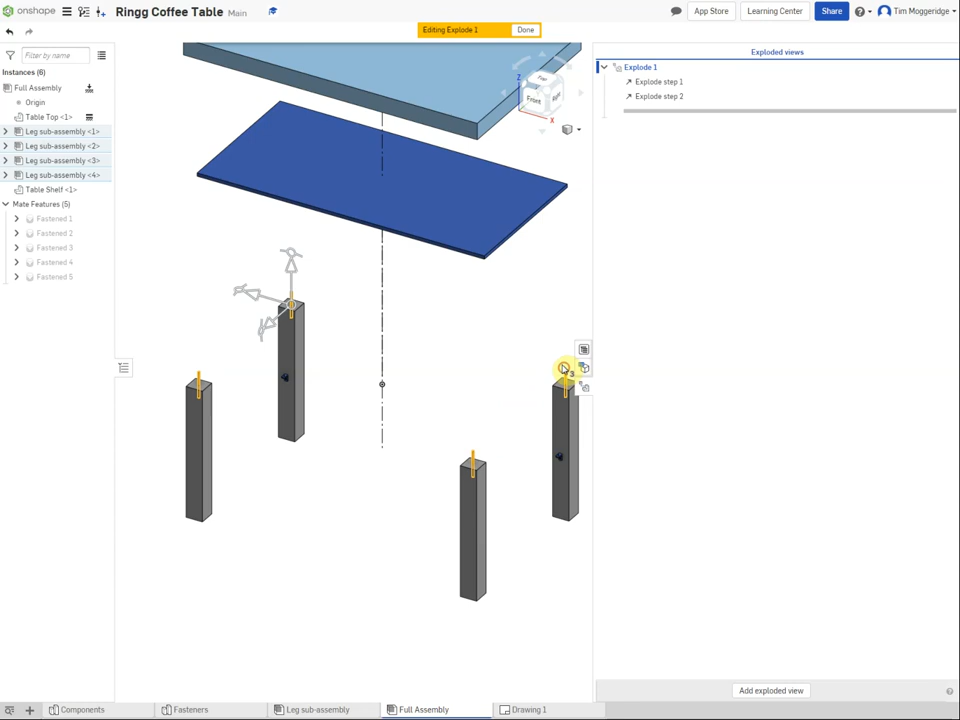 onshape Ringg Coffee Table Main App Store Learning Center Share Tim Moggeridge
Editing Explode 1 Done
Filter by name
Instances (6)
Full Assembly
Origin
Table Top <1>
Leg sub-assembly <1>
Leg sub-assembly <2>
Leg sub-assembly <3>
Leg sub-assembly <4>
Table Shelf <1>
Mate Features (5)
Fastened 1
Fastened 2
Fastened 3
Fastened 4
Fastened 5
Z
Top
Front
Right
X
3
Exploded views
Explode 1
Explode step 1
Explode step 2
Add exploded view
Components Fasteners Leg sub-assembly Full Assembly Drawing 1